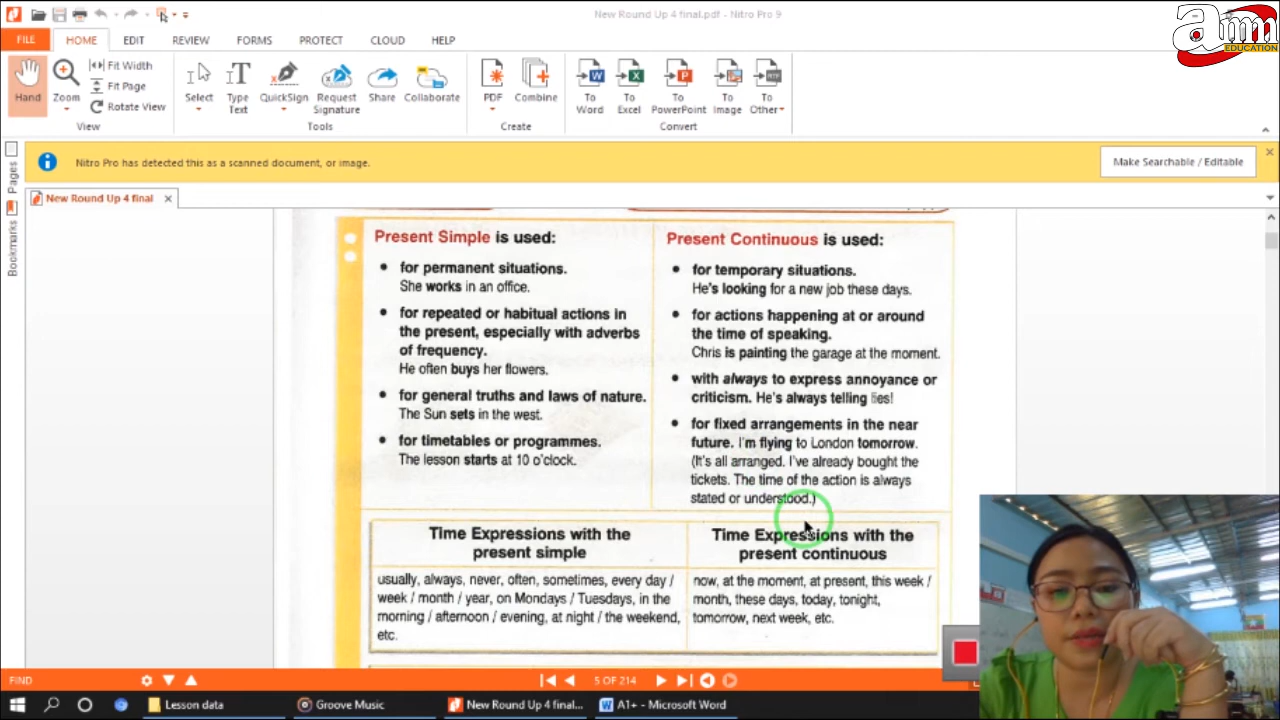 New Round Up 4 final.pdf - Nitro Pro 9
ann
EDUCATION
FILE HOME EDIT REVIEW FORMS PROTECT CLOUD HELP
Hand
Zoom
Fit Width
Fit Page
Rotate View
View
Select
Type Text
QuickSign
Request Signature
Share
Collaborate
Tools
PDF
Combine
Create
To Word
To Excel
To PowerPoint
To Image
To Other
Convert
Nitro Pro has detected this as a scanned document, or image.
Make Searchable / Editable
Pages
Bookmarks
New Round Up 4 final
Present Simple is used:
• for permanent situations.
She works in an office.
• for repeated or habitual actions in
the present, especially with adverbs
of frequency.
He often buys her flowers.
• for general truths and laws of nature.
The Sun sets in the west.
• for timetables or programmes.
The lesson starts at 10 o'clock.
Present Continuous is used:
• for temporary situations.
He's looking for a new job these days.
• for actions happening at or around
the time of speaking.
Chris is painting the garage at the moment.
• with always to express annoyance or
criticism. He's always telling lies!
• for fixed arrangements in the near
future. I'm flying to London tomorrow.
(It's all arranged. I've already bought the
tickets. The time of the action is always
stated or understood.)
Time Expressions with the
present simple
usually, always, never, often, sometimes, every day /
week / month / year, on Mondays / Tuesdays, in the
morning / afternoon / evening, at night / the weekend,
etc.
Time Expressions with the
present continuous
now, at the moment, at present, this week /
month, these days, today, tonight,
tomorrow, next week, etc.
FIND
5 OF 214
Lesson data
Groove Music
New Round Up 4 final...
A1+ - Microsoft Word